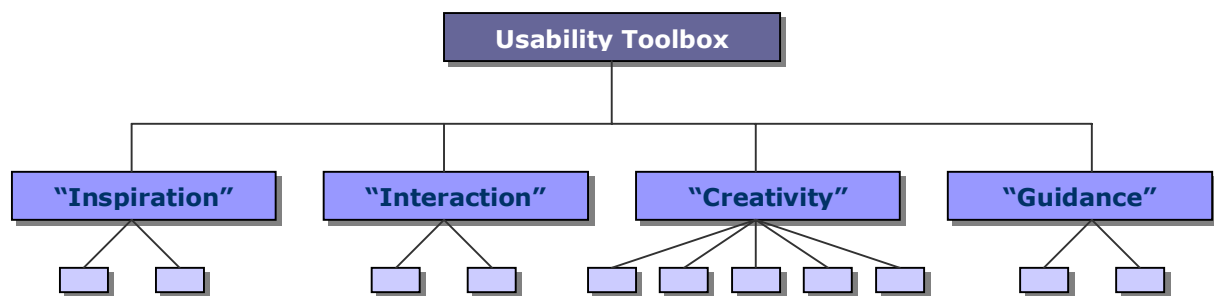 Usability Toolbox
“Inspiration”
“Interaction”
“Creativity”
“Guidance”